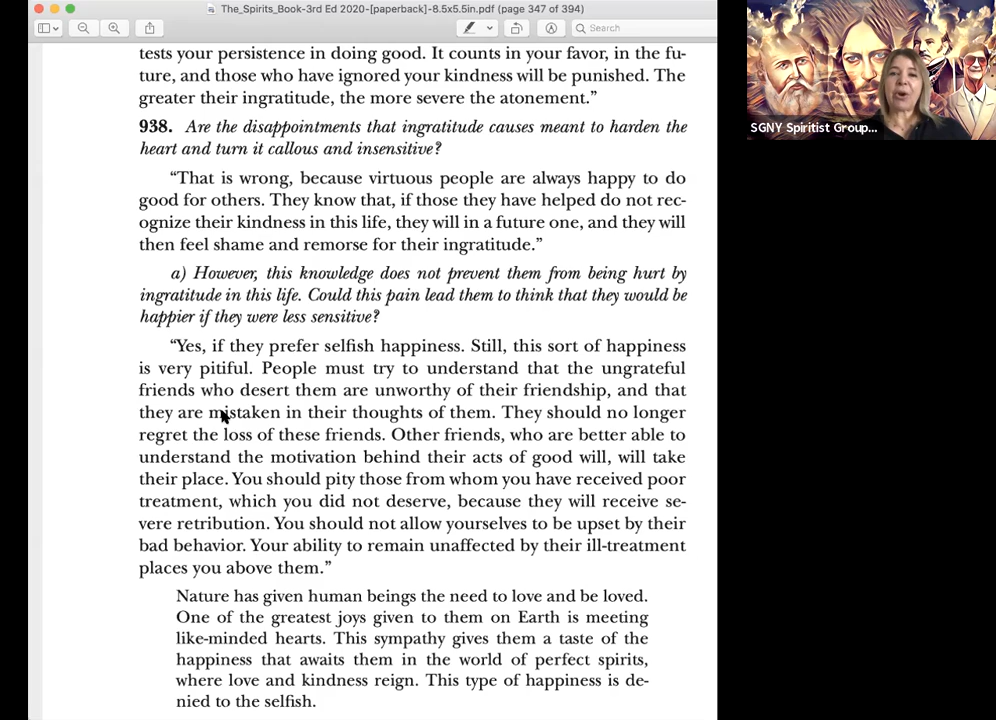 The_Spirits_Book-3rd Ed 2020-[paperback]-8.5x5.5in.pdf (page 347 of 394)
Search
tests your persistence in doing good. It counts in your favor, in the fu-
ture, and those who have ignored your kindness will be punished. The
greater their ingratitude, the more severe the atonement.”
938. Are the disappointments that ingratitude causes meant to harden the
heart and turn it callous and insensitive?
“That is wrong, because virtuous people are always happy to do
good for others. They know that, if those they have helped do not rec-
ognize their kindness in this life, they will in a future one, and they will
then feel shame and remorse for their ingratitude.”
a) However, this knowledge does not prevent them from being hurt by
ingratitude in this life. Could this pain lead them to think that they would be
happier if they were less sensitive?
“Yes, if they prefer selfish happiness. Still, this sort of happiness
is very pitiful. People must try to understand that the ungrateful
friends who desert them are unworthy of their friendship, and that
they are mistaken in their thoughts of them. They should no longer
regret the loss of these friends. Other friends, who are better able to
understand the motivation behind their acts of good will, will take
their place. You should pity those from whom you have received poor
treatment, which you did not deserve, because they will receive se-
vere retribution. You should not allow yourselves to be upset by their
bad behavior. Your ability to remain unaffected by their ill-treatment
places you above them.”
Nature has given human beings the need to love and be loved.
One of the greatest joys given to them on Earth is meeting
like-minded hearts. This sympathy gives them a taste of the
happiness that awaits them in the world of perfect spirits,
where love and kindness reign. This type of happiness is de-
nied to the selfish.
SGNY Spiritist Group...